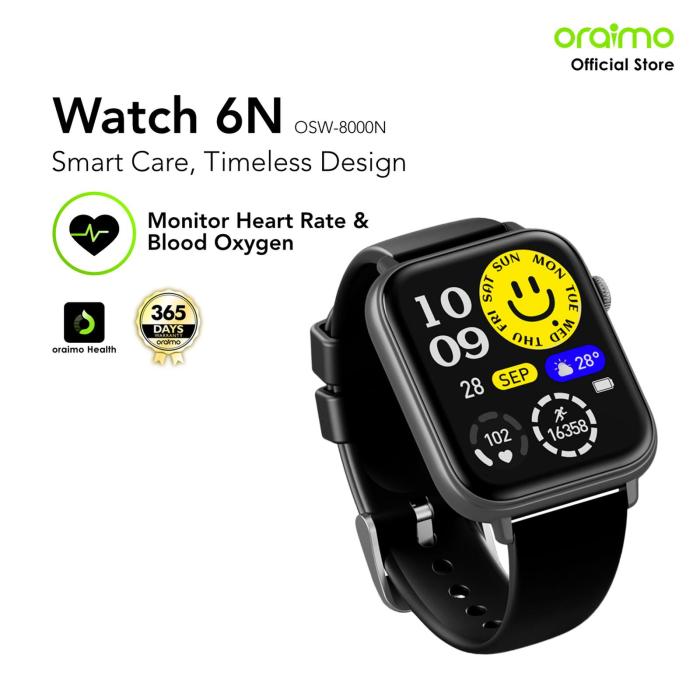 oraimo
Official Store
Watch 6N OSW-8000N
Smart Care, Timeless Design
Monitor Heart Rate &
Blood Oxygen
oraimo Health
365
DAYS
WARRANTY
oraimo
10
09
SUN MON TUE WED THU FRI SAT
28 SEP 28°
102
16358